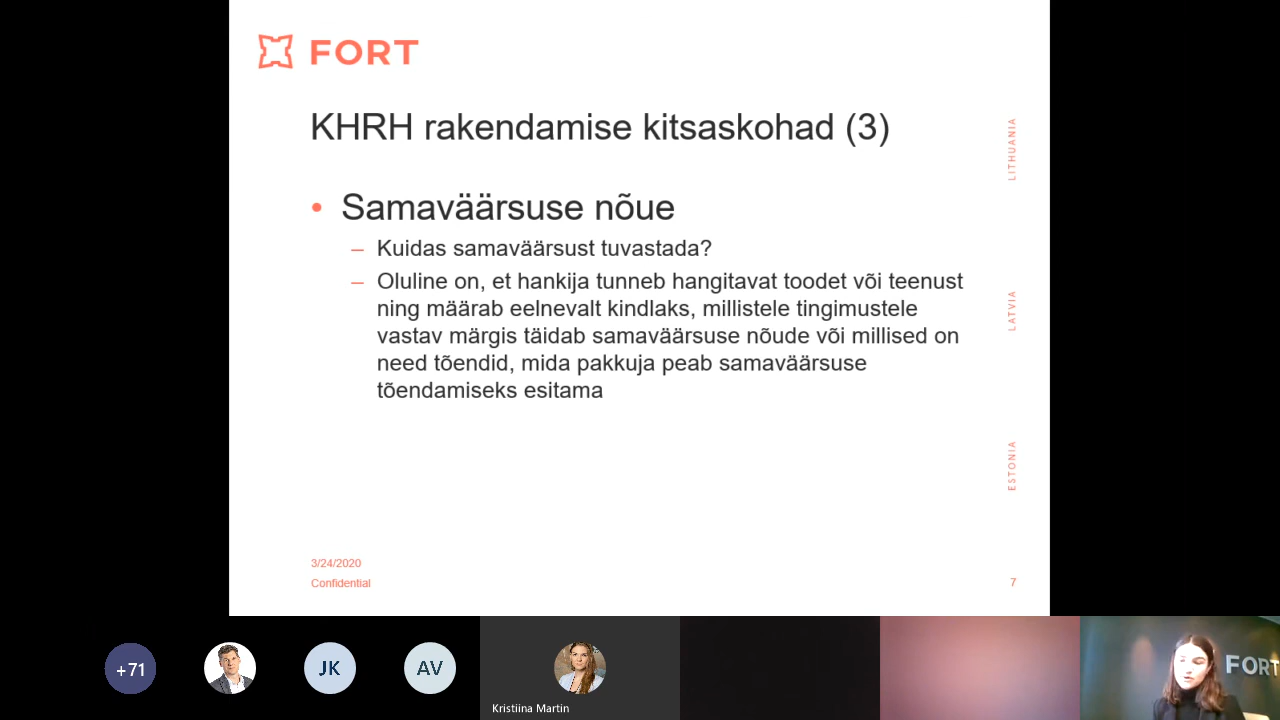 FORT
KHRH rakendamise kitsaskohad (3)
• Samaväärsuse nõue
– Kuidas samaväärsust tuvastada?
– Oluline on, et hankija tunneb hangitavat toodet või teenust
ning määrab eelnevalt kindlaks, millistele tingimustele
vastav märgis täidab samaväärsuse nõude või millised on
need tõendid, mida pakkuja peab samaväärsuse
tõendamiseks esitama
LITHUANIA
LATVIA
ESTONIA
3/24/2020
Confidential
7
+71
JK
AV
Kristiina Martin
FORT